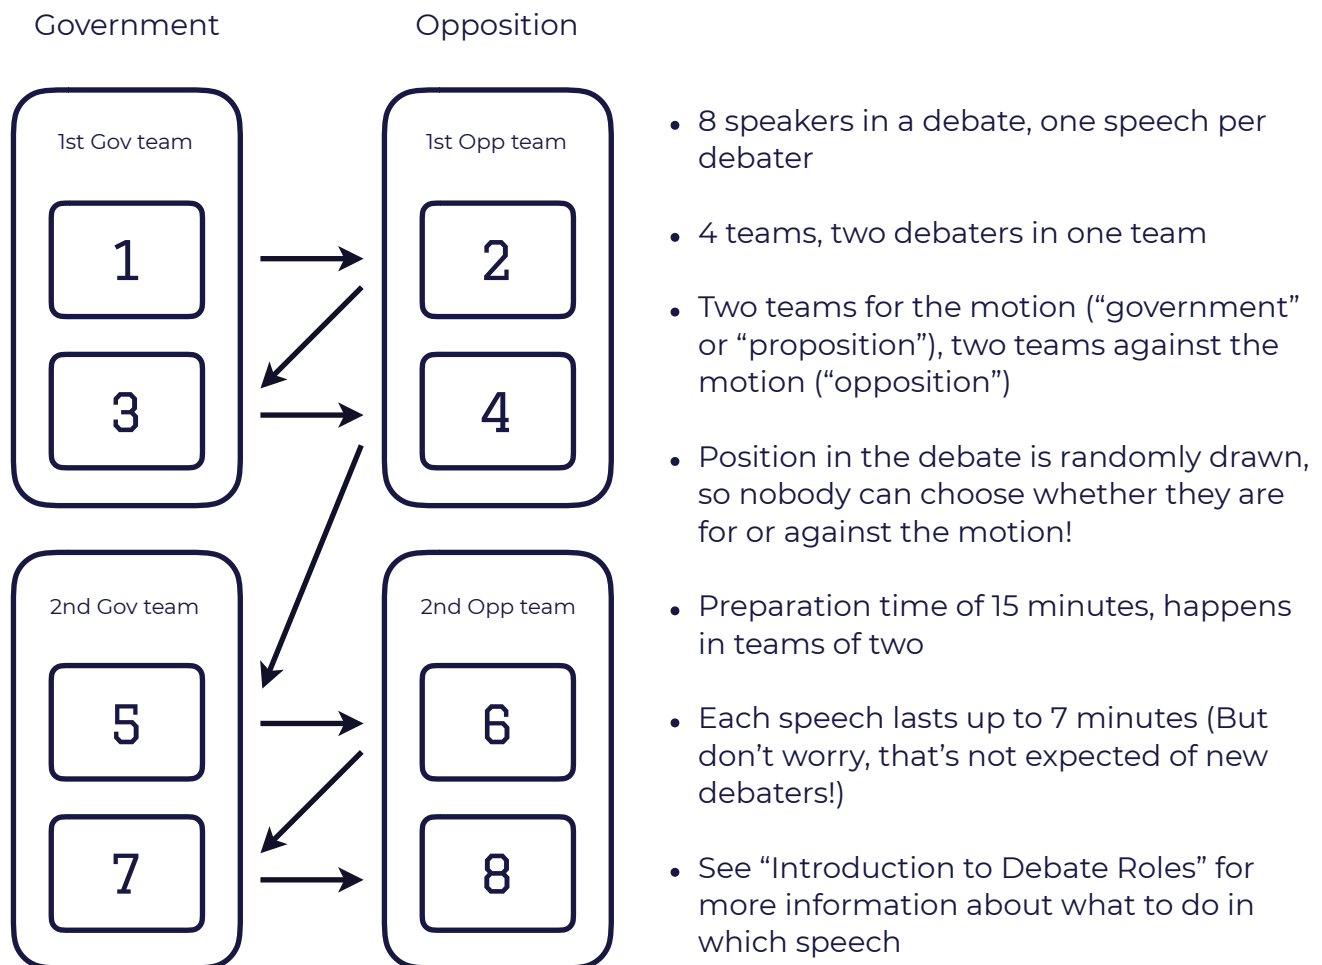 Government
Opposition
1st Gov team
1st Opp team
1
2
3
4
2nd Gov team
2nd Opp team
5
6
7
8
• 8 speakers in a debate, one speech per
debater
• 4 teams, two debaters in one team
• Two teams for the motion (“government”
or “proposition”), two teams against the
motion (“opposition”)
• Position in the debate is randomly drawn,
so nobody can choose whether they are
for or against the motion!
• Preparation time of 15 minutes, happens
in teams of two
• Each speech lasts up to 7 minutes (But
don’t worry, that’s not expected of new
debaters!)
• See “Introduction to Debate Roles” for
more information about what to do in
which speech